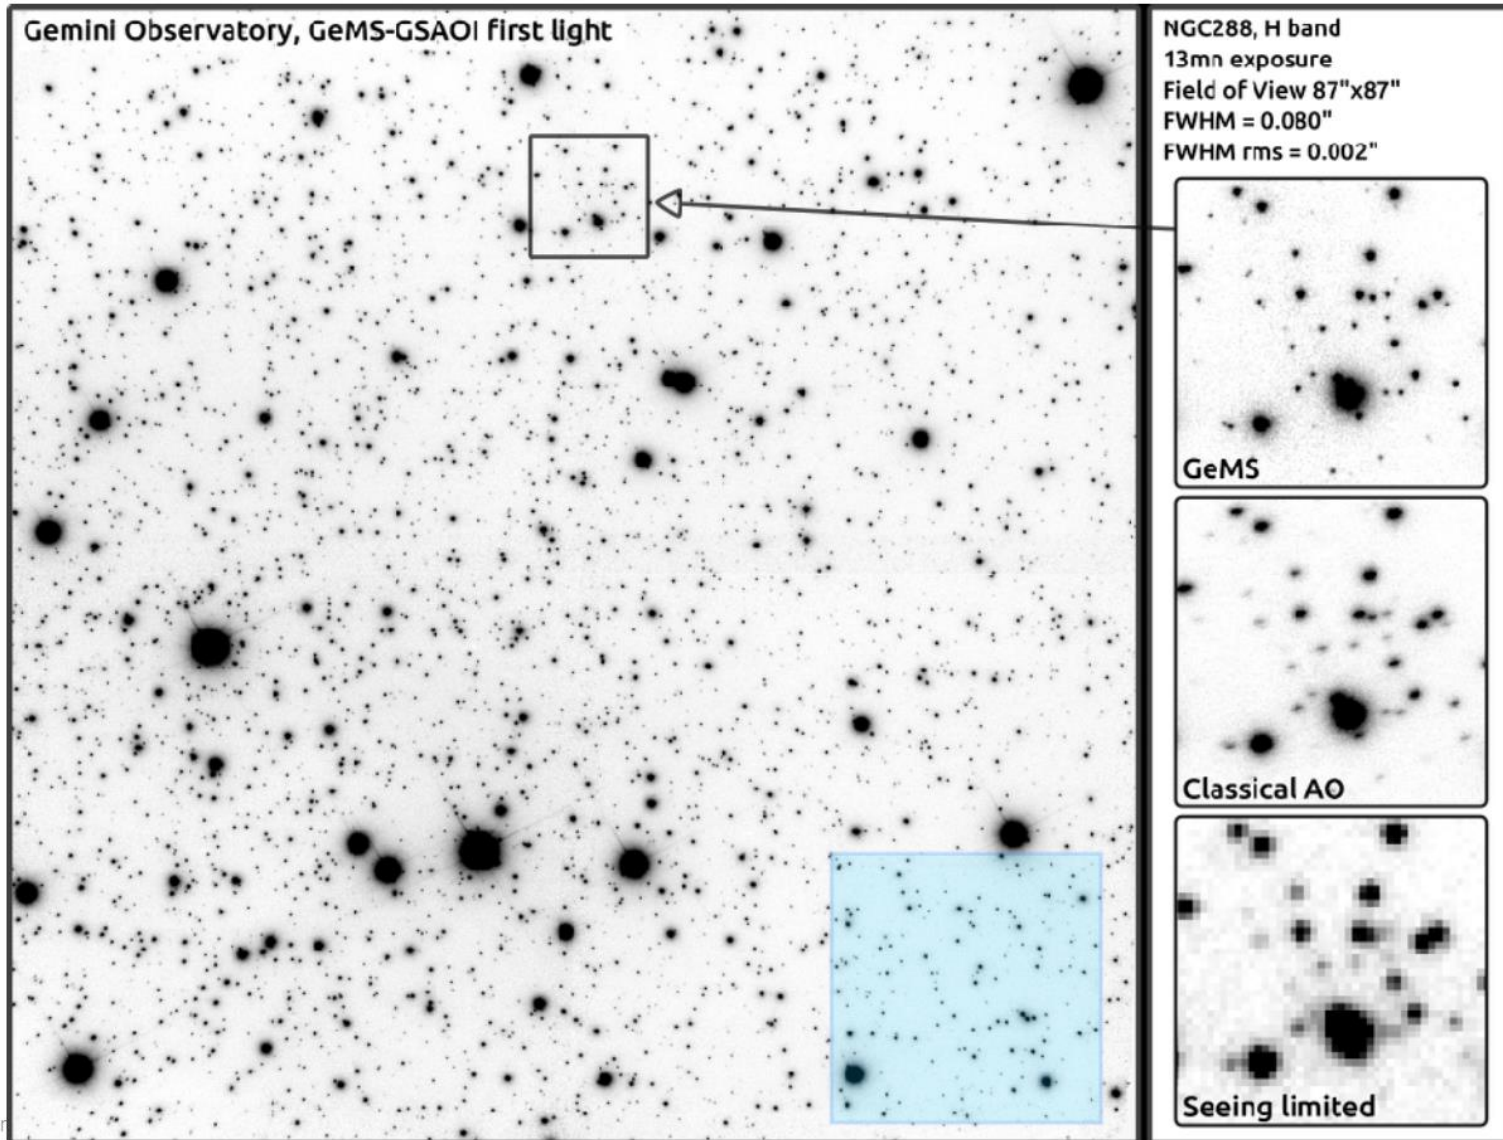 Gemini Observatory, GeMS-GSAOI first light
NGC288, H band
13mn exposure
Field of View 87"x87"
FWHM = 0.080"
FWHM rms = 0.002"
GeMS
Classical AO
Seeing limited